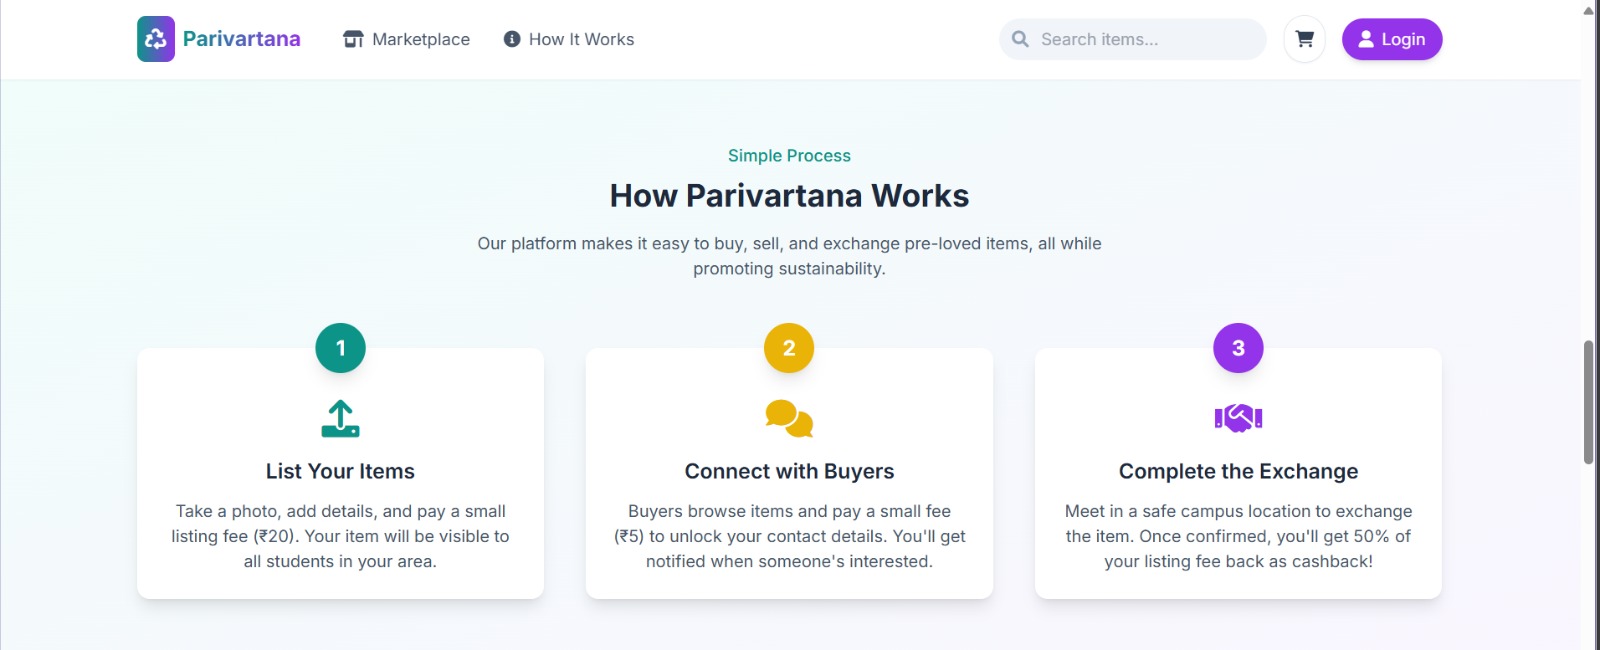 Parivartana
Marketplace
How It Works
Search items...
Login
Simple Process
How Parivartana Works
Our platform makes it easy to buy, sell, and exchange pre-loved items, all while
promoting sustainability.
1
List Your Items
Take a photo, add details, and pay a small
listing fee (₹20). Your item will be visible to
all students in your area.
2
Connect with Buyers
Buyers browse items and pay a small fee
(₹5) to unlock your contact details. You'll get
notified when someone's interested.
3
Complete the Exchange
Meet in a safe campus location to exchange
the item. Once confirmed, you'll get 50% of
your listing fee back as cashback!